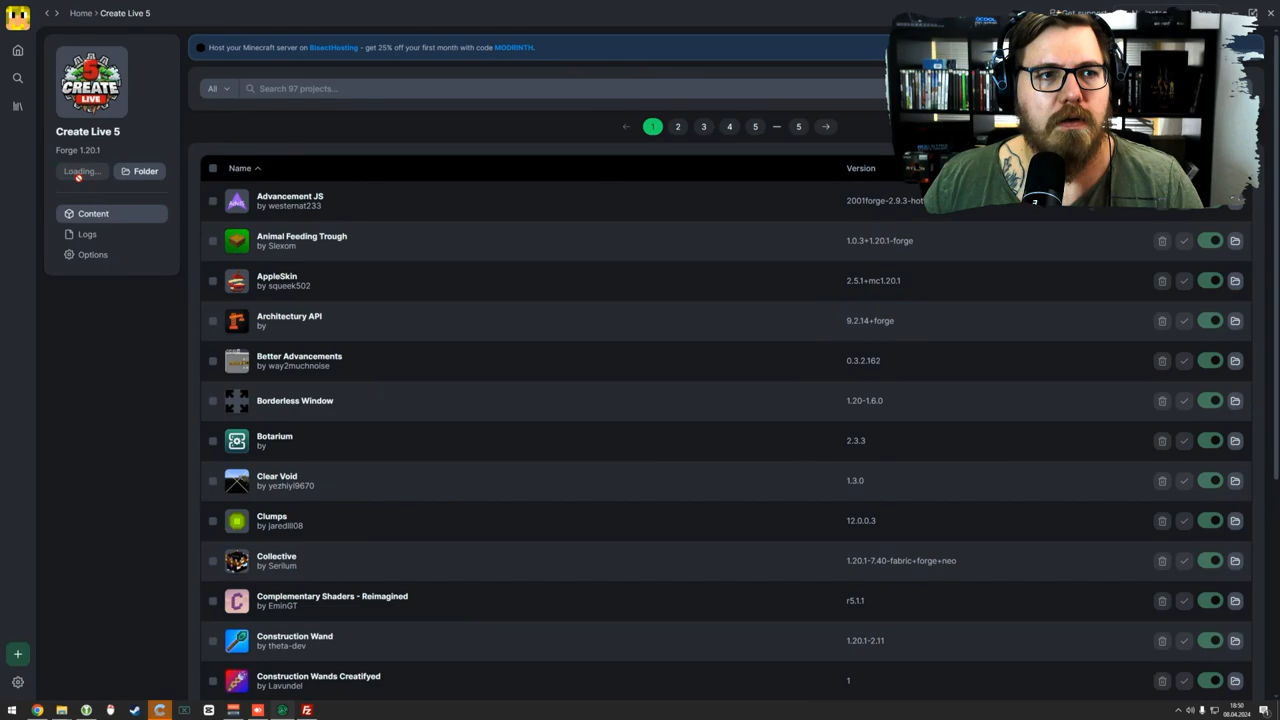 Home > Create Live 5
5
CREATE
LIVE
Create Live 5
Forge 1.20.1
Loading...
Folder
Content
Logs
Options
Host your Minecraft server on BisectHosting - get 25% off your first month with code MODRINTH.
All
Search 97 projects...
1 2 3 4 5 — 5
Name
Version
Advancement JS
by westernat233
2001forge-2.9.3-hot
Animal Feeding Trough
by Slexom
1.0.3+1.20.1-forge
AppleSkin
by squeek502
2.5.1+mc1.20.1
Architectury API
by
9.2.14+forge
Better Advancements
by way2muchnoise
0.3.2.162
Borderless Window
1.20-1.6.0
Botarium
by
2.3.3
Clear Void
by yezhiyi9670
1.3.0
Clumps
by jaredlll08
12.0.0.3
Collective
by Serilum
1.20.1-7.40-fabric+forge+neo
C
Complementary Shaders - Reimagined
by EminGT
r5.1.1
Construction Wand
by theta-dev
1.20.1-2.11
Construction Wands Creatifyed
by Lavundel
1
18:50
08.04.2024